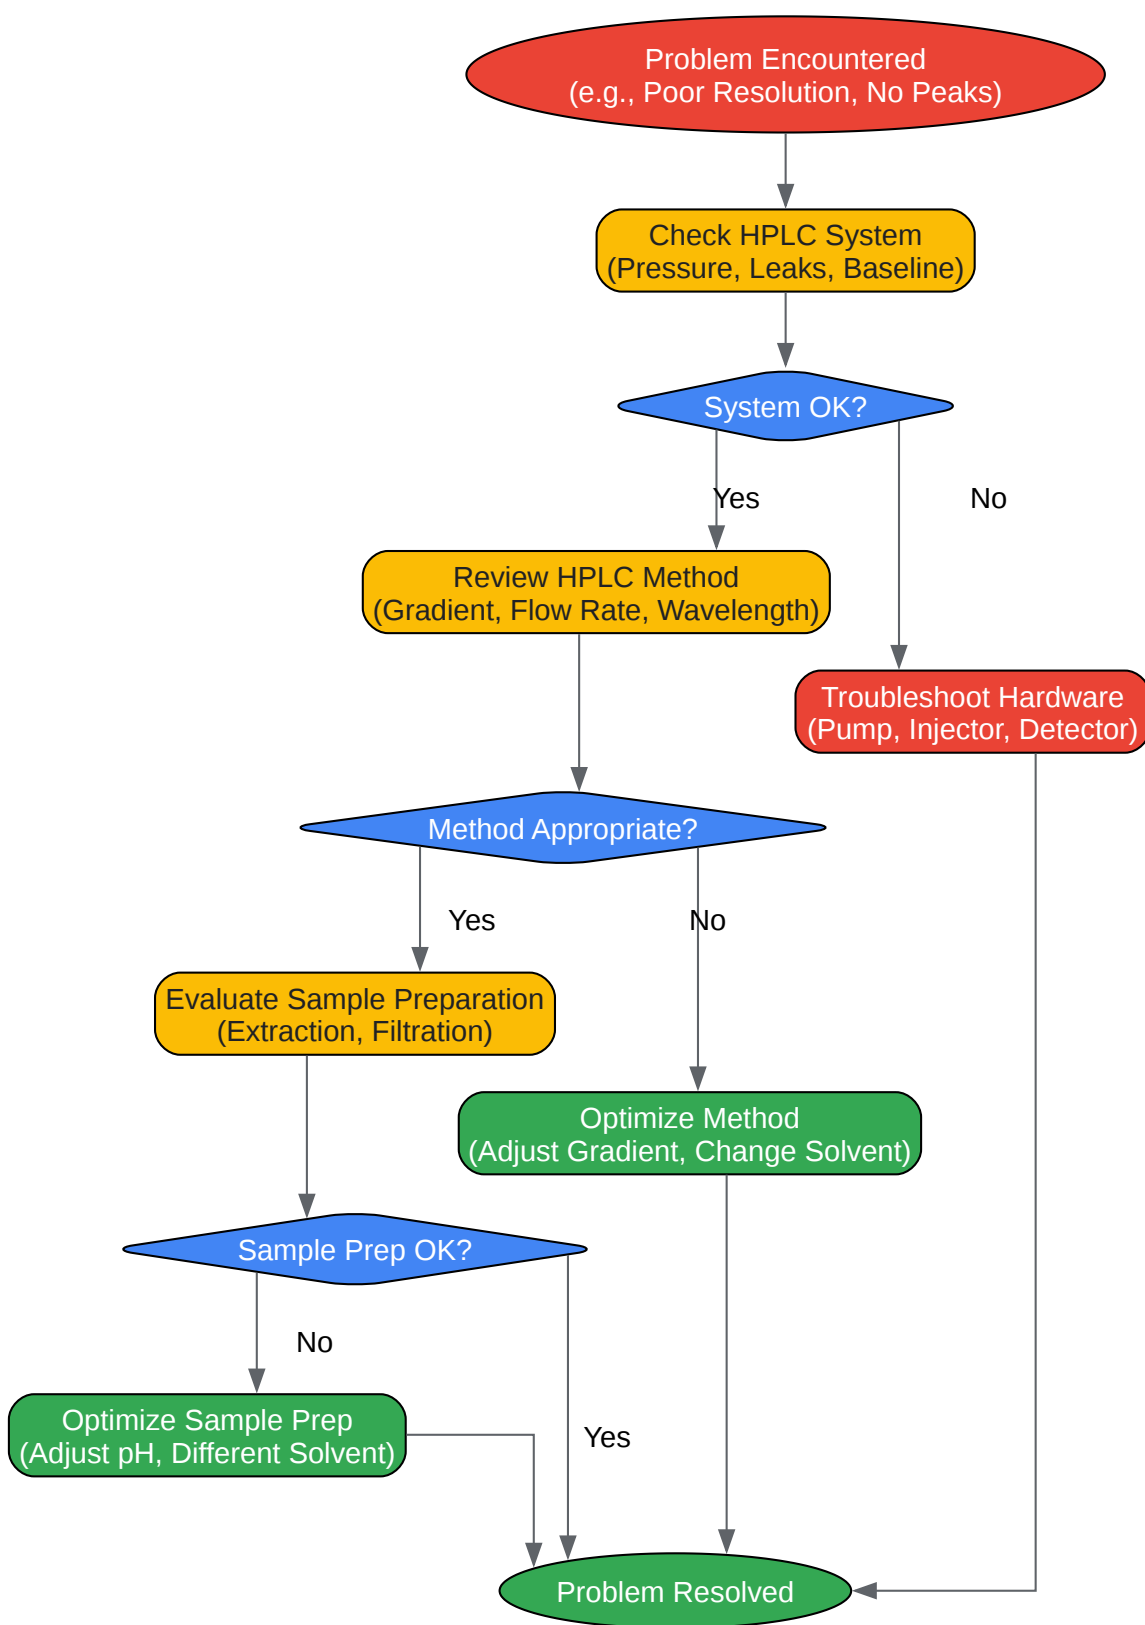 Problem Encountered
(e.g., Poor Resolution, No Peaks)
Check HPLC System
(Pressure, Leaks, Baseline)
System OK?
Yes
No
Review HPLC Method
(Gradient, Flow Rate, Wavelength)
Troubleshoot Hardware
(Pump, Injector, Detector)
Method Appropriate?
Yes
No
Evaluate Sample Preparation
(Extraction, Filtration)
Optimize Method
(Adjust Gradient, Change Solvent)
Sample Prep OK?
No
Optimize Sample Prep
(Adjust pH, Different Solvent)
Yes
Problem Resolved